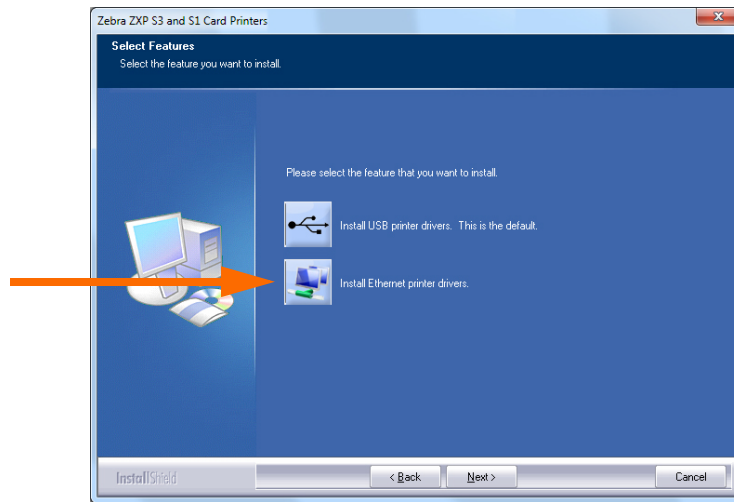 Zebra ZXP S3 and S1 Card Printers
Select Features
Select the feature you want to install.
Please select the feature that you want to install.
Install USB printer drivers. This is the default.
Install Ethernet printer drivers.
InstallShield
< Back
Next >
Cancel